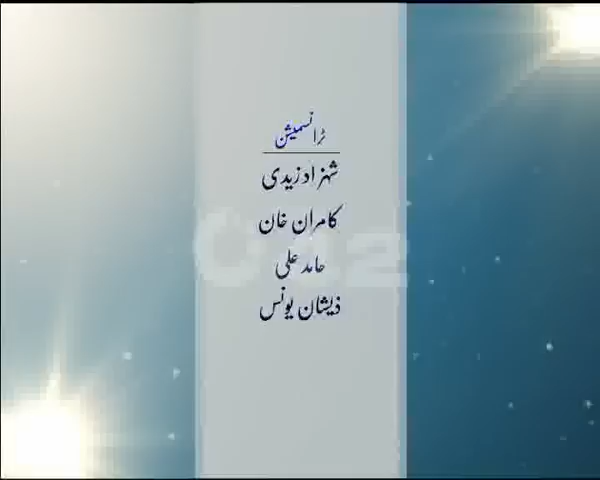 ٹرانسمیشن
شہزاد زیدی
کامران خان
حامد علی
ذیشان یونس